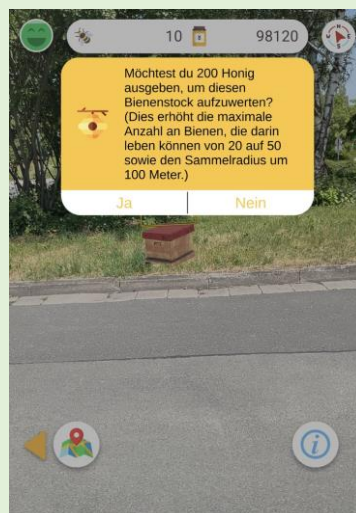 10 98120
Möchtest du 200 Honig
ausgeben, um diesen
Bienenstock aufzuwerten?
(Dies erhöht die maximale
Anzahl an Bienen, die darin
leben können von 20 auf 50
sowie den Sammelradius um
100 Meter.)
Ja Nein
i